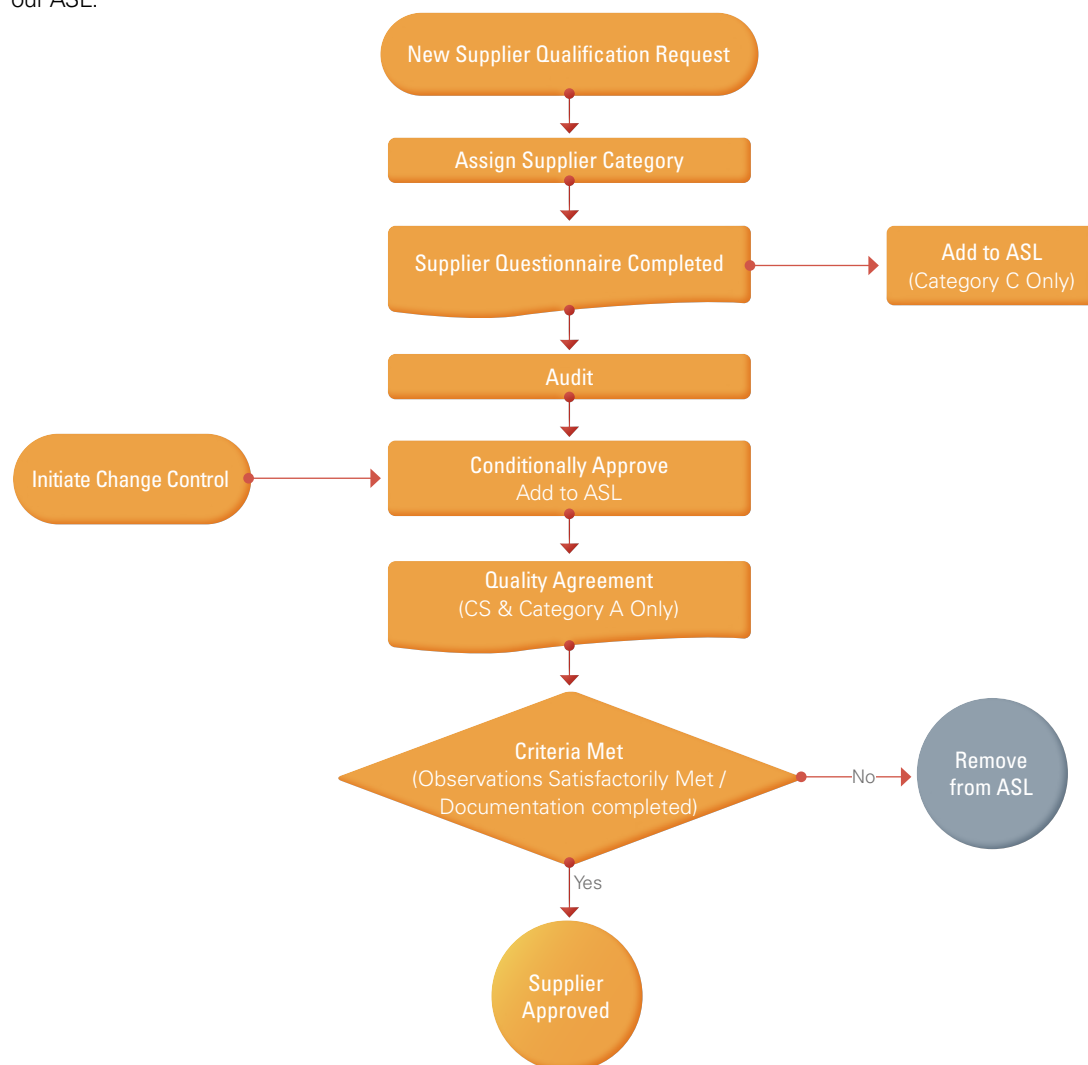 our ASL.
New Supplier Qualification Request
Assign Supplier Category
Supplier Questionnaire Completed
Add to ASL
(Category C Only)
Audit
Initiate Change Control
Conditionally Approve
Add to ASL
Quality Agreement
(CS & Category A Only)
Criteria Met
(Observations Satisfactorily Met /
Documentation completed)
No
Remove
from ASL
Yes
Supplier
Approved